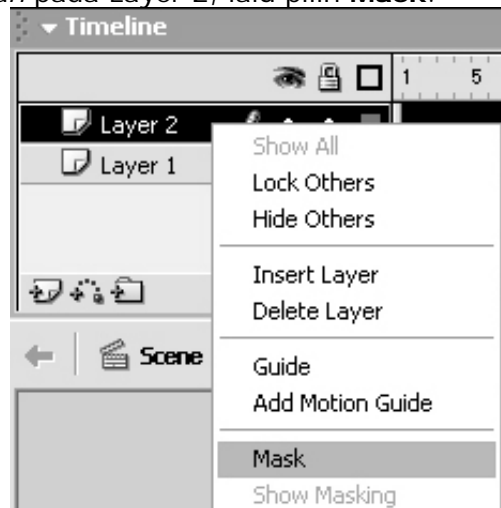 pada Layer 2, lalu pilih Mask.
Timeline
1 5
Layer 2
Layer 1
Show All
Lock Others
Hide Others
Insert Layer
Delete Layer
Scene
Guide
Add Motion Guide
Mask
Show Masking